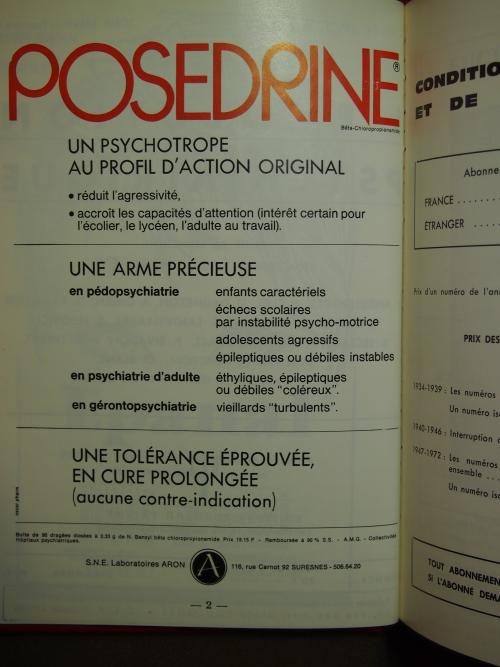 POSEDRINE®
Béta-Chloropropionamide
UN PSYCHOTROPE
AU PROFIL D'ACTION ORIGINAL
• réduit l'agressivité,
• accroît les capacités d'attention (intérêt certain pour
l'écolier, le lycéen, l'adulte au travail).
UNE ARME PRÉCIEUSE
en pédopsychiatrie enfants caractériels
échecs scolaires
par instabilité psycho-motrice
adolescents agressifs
épileptiques ou débiles instables
en psychiatrie d'adulte éthyliques, épileptiques
ou débiles "coléreux".
en gérontopsychiatrie vieillards "turbulents".
UNE TOLÉRANCE ÉPROUVÉE,
EN CURE PROLONGÉE
(aucune contre-indication)
Boîte de 90 dragées dosées à 0,33 g de N. Benzyl béta chloropropionamide Prix 19.15 F - Remboursée à 90 % S.S. - A.M.G. - Collectivités
Hôpitaux psychiatriques.
S.N.E. Laboratoires ARON A 116, rue Carnot 92 SURESNES - 506.64.20
— 2 —
CONDITIO
ET DE
Abonne
FRANCE
ÉTRANGER
Prix d'un numéro de l'an
PRIX DES
1934-1939 : Les numéros
Un numéro iso
1940-1946 : Interruption
1947-1972 : Les numéros
ensemble
Un numéro iso
TOUT ABONNEMEN
SI L'ABONNÉ DEMA